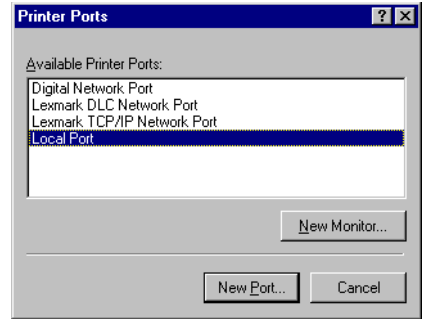 Printer Ports
Available Printer Ports:
Digital Network Port
Lexmark DLC Network Port
Lexmark TCP/IP Network Port
Local Port
New Monitor...
New Port... Cancel